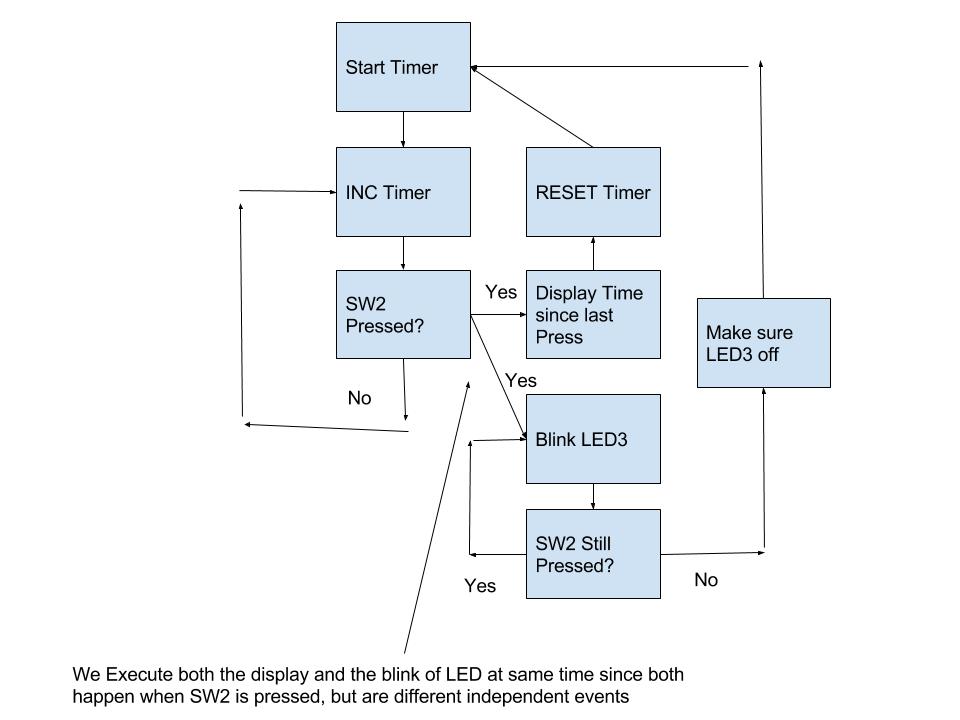 Start Timer
INC Timer
RESET Timer
SW2
Pressed?
Yes
Display Time
since last
Press
Make sure
LED3 off
No
Yes
Blink LED3
SW2 Still
Pressed?
Yes
No
We Execute both the display and the blink of LED at same time since both
happen when SW2 is pressed, but are different independent events